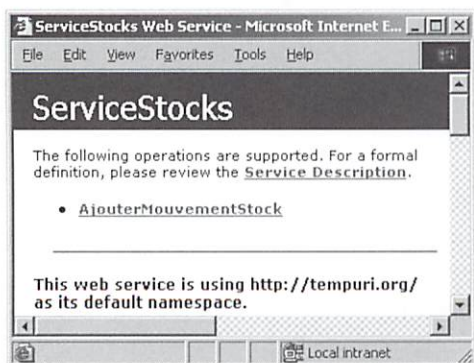 ServiceStocks Web Service - Microsoft Internet E...
File Edit View Favorites Tools Help
ServiceStocks
The following operations are supported. For a formal
definition, please review the Service Description.
• AjouterMouvementStock
This web service is using http://tempuri.org/
as its default namespace.
Local intranet